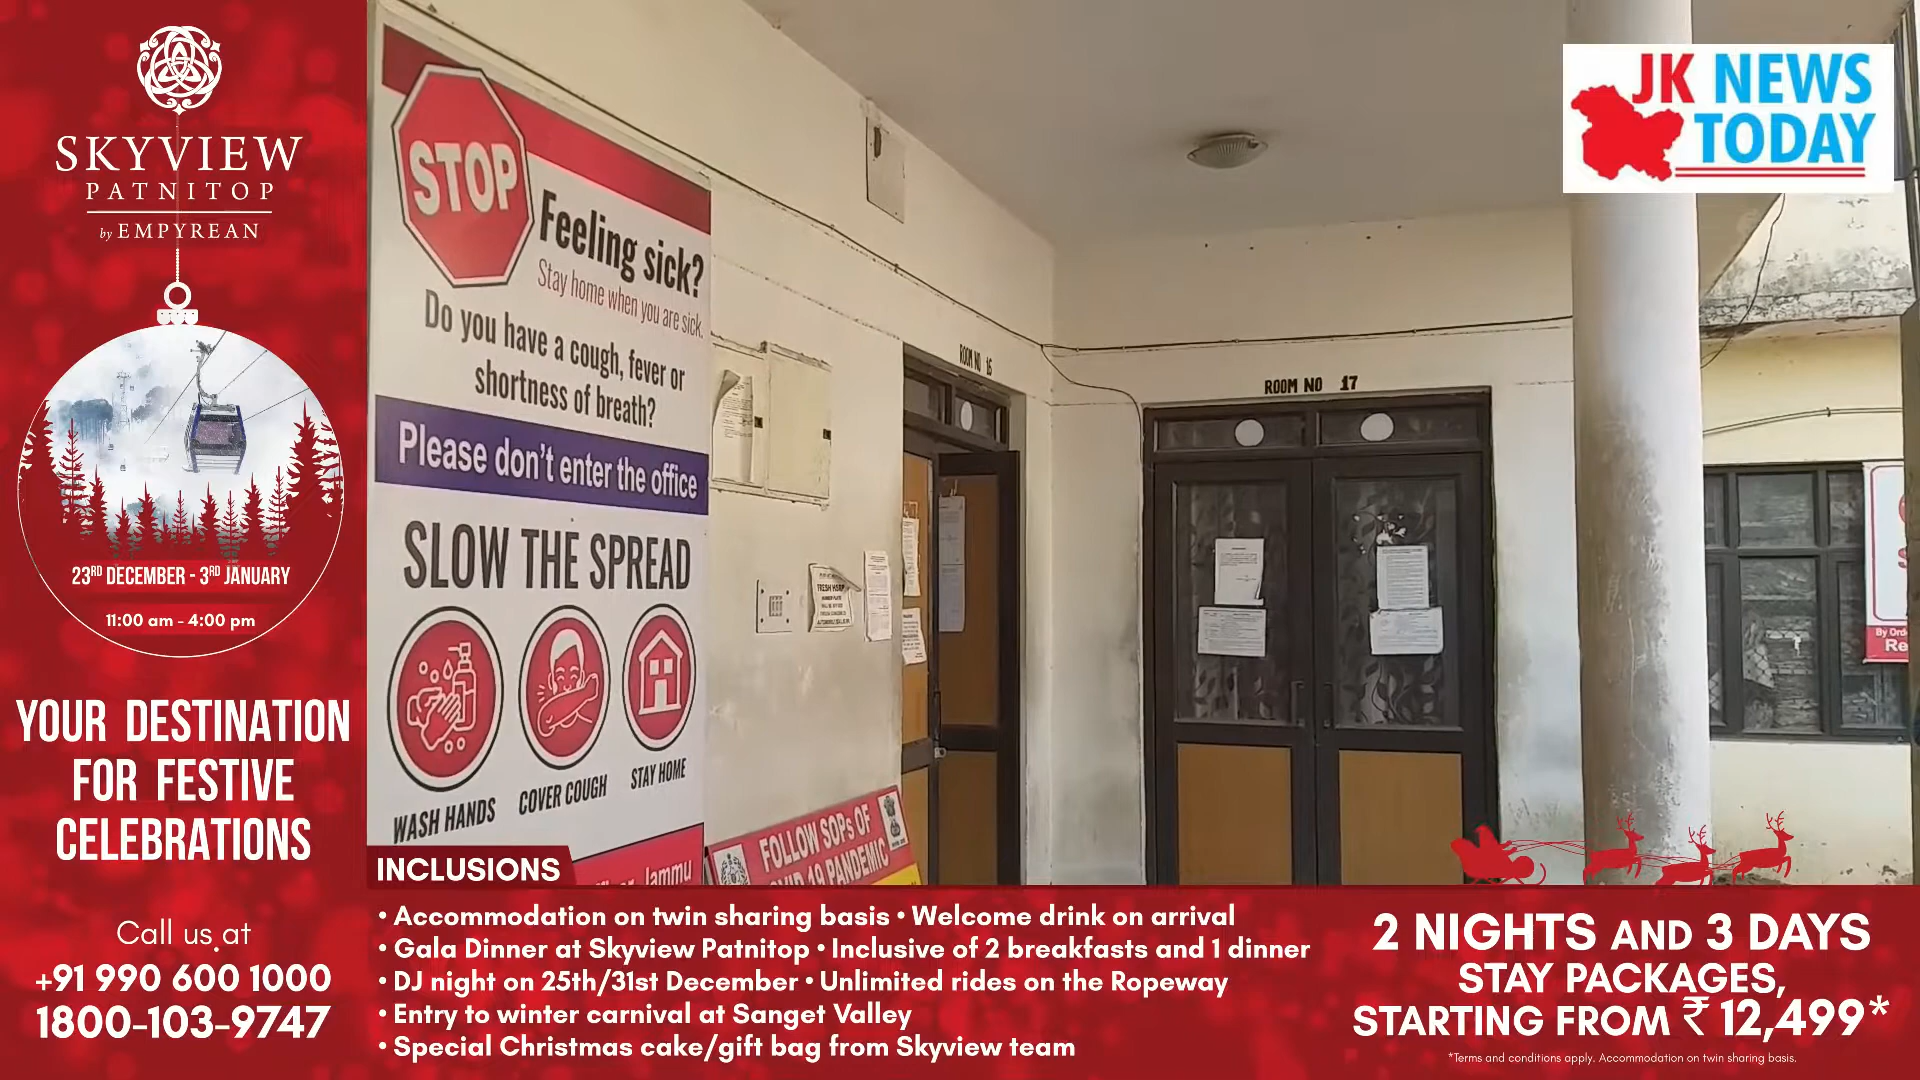 SKYVIEW
PATNITOP
by EMPYREAN
23RD DECEMBER - 3RD JANUARY
11:00 am - 4:00 pm
YOUR DESTINATION
FOR FESTIVE
CELEBRATIONS
Call us at
+91 990 600 1000
1800-103-9747
STOP
Feeling sick?
Stay home when you are sick.
Do you have a cough, fever or
shortness of breath?
Please don't enter the office
SLOW THE SPREAD
WASH HANDS
COVER COUGH
STAY HOME
Jammu
FOLLOW SOPs OF
19 PANDEMIC
ROOM NO 16
ROOM NO 17
FRESH HSRP
JK NEWS
TODAY
By Ord
Re
INCLUSIONS
• Accommodation on twin sharing basis • Welcome drink on arrival
• Gala Dinner at Skyview Patnitop • Inclusive of 2 breakfasts and 1 dinner
• DJ night on 25th/31st December • Unlimited rides on the Ropeway
• Entry to winter carnival at Sanget Valley
• Special Christmas cake/gift bag from Skyview team
2 NIGHTS AND 3 DAYS
STAY PACKAGES,
STARTING FROM ₹ 12,499*
*Terms and conditions apply. Accommodation on twin sharing basis.